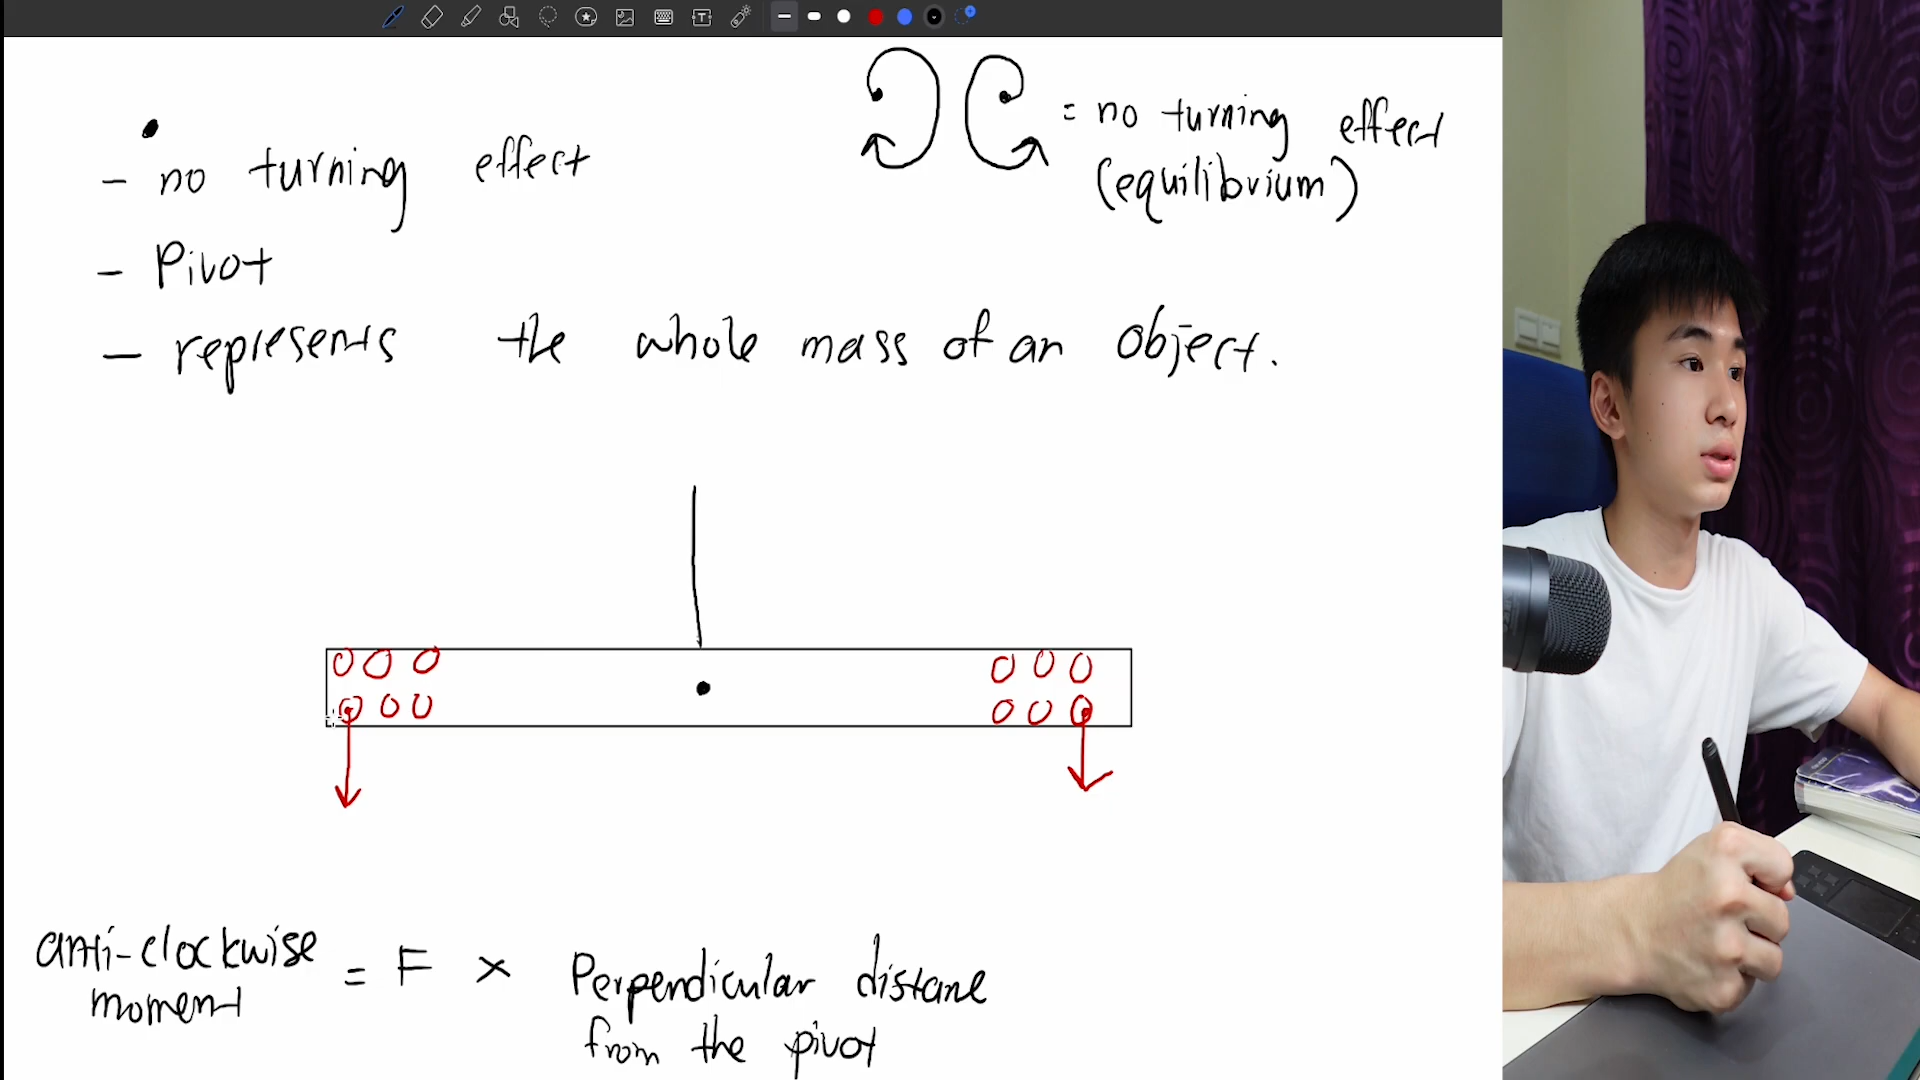 - no turning effect
= no turning effect
(equilibrium)
- Pivot
- represents the whole mass of an object.
anti-clockwise moment = F × Perpendicular distane from the pivot